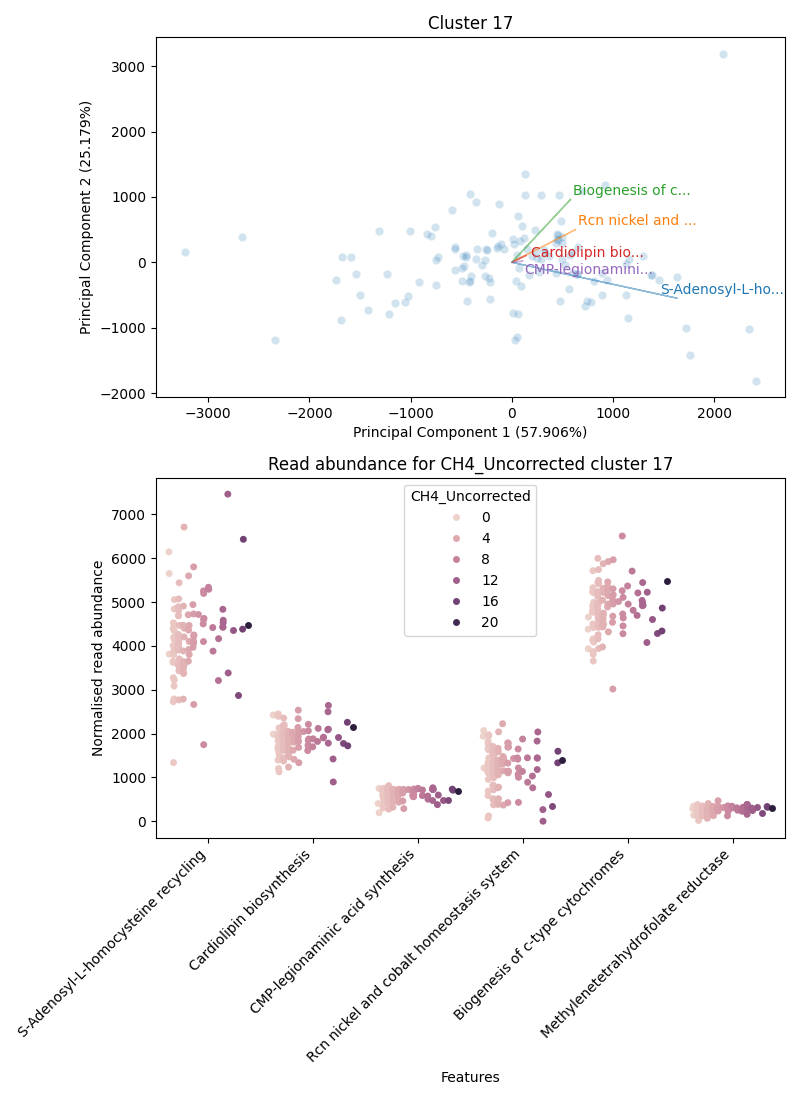 Cluster 17
3000
2000
1000
0
−1000
−2000
Principal Component 2 (25.179%)
Biogenesis of c...
Rcn nickel and ...
Cardiolipin bio...
CMP-legionamini...
S-Adenosyl-L-ho...
−3000 −2000 −1000 0 1000 2000
Principal Component 1 (57.906%)
Read abundance for CH4_Uncorrected cluster 17
7000
6000
5000
4000
3000
2000
1000
0
Normalised read abundance
CH4_Uncorrected
0
4
8
12
16
20
S-Adenosyl-L-homocysteine recycling
Cardiolipin biosynthesis
CMP-legionaminic acid synthesis
Rcn nickel and cobalt homeostasis system
Biogenesis of c-type cytochromes
Methylenetetrahydrofolate reductase
Features